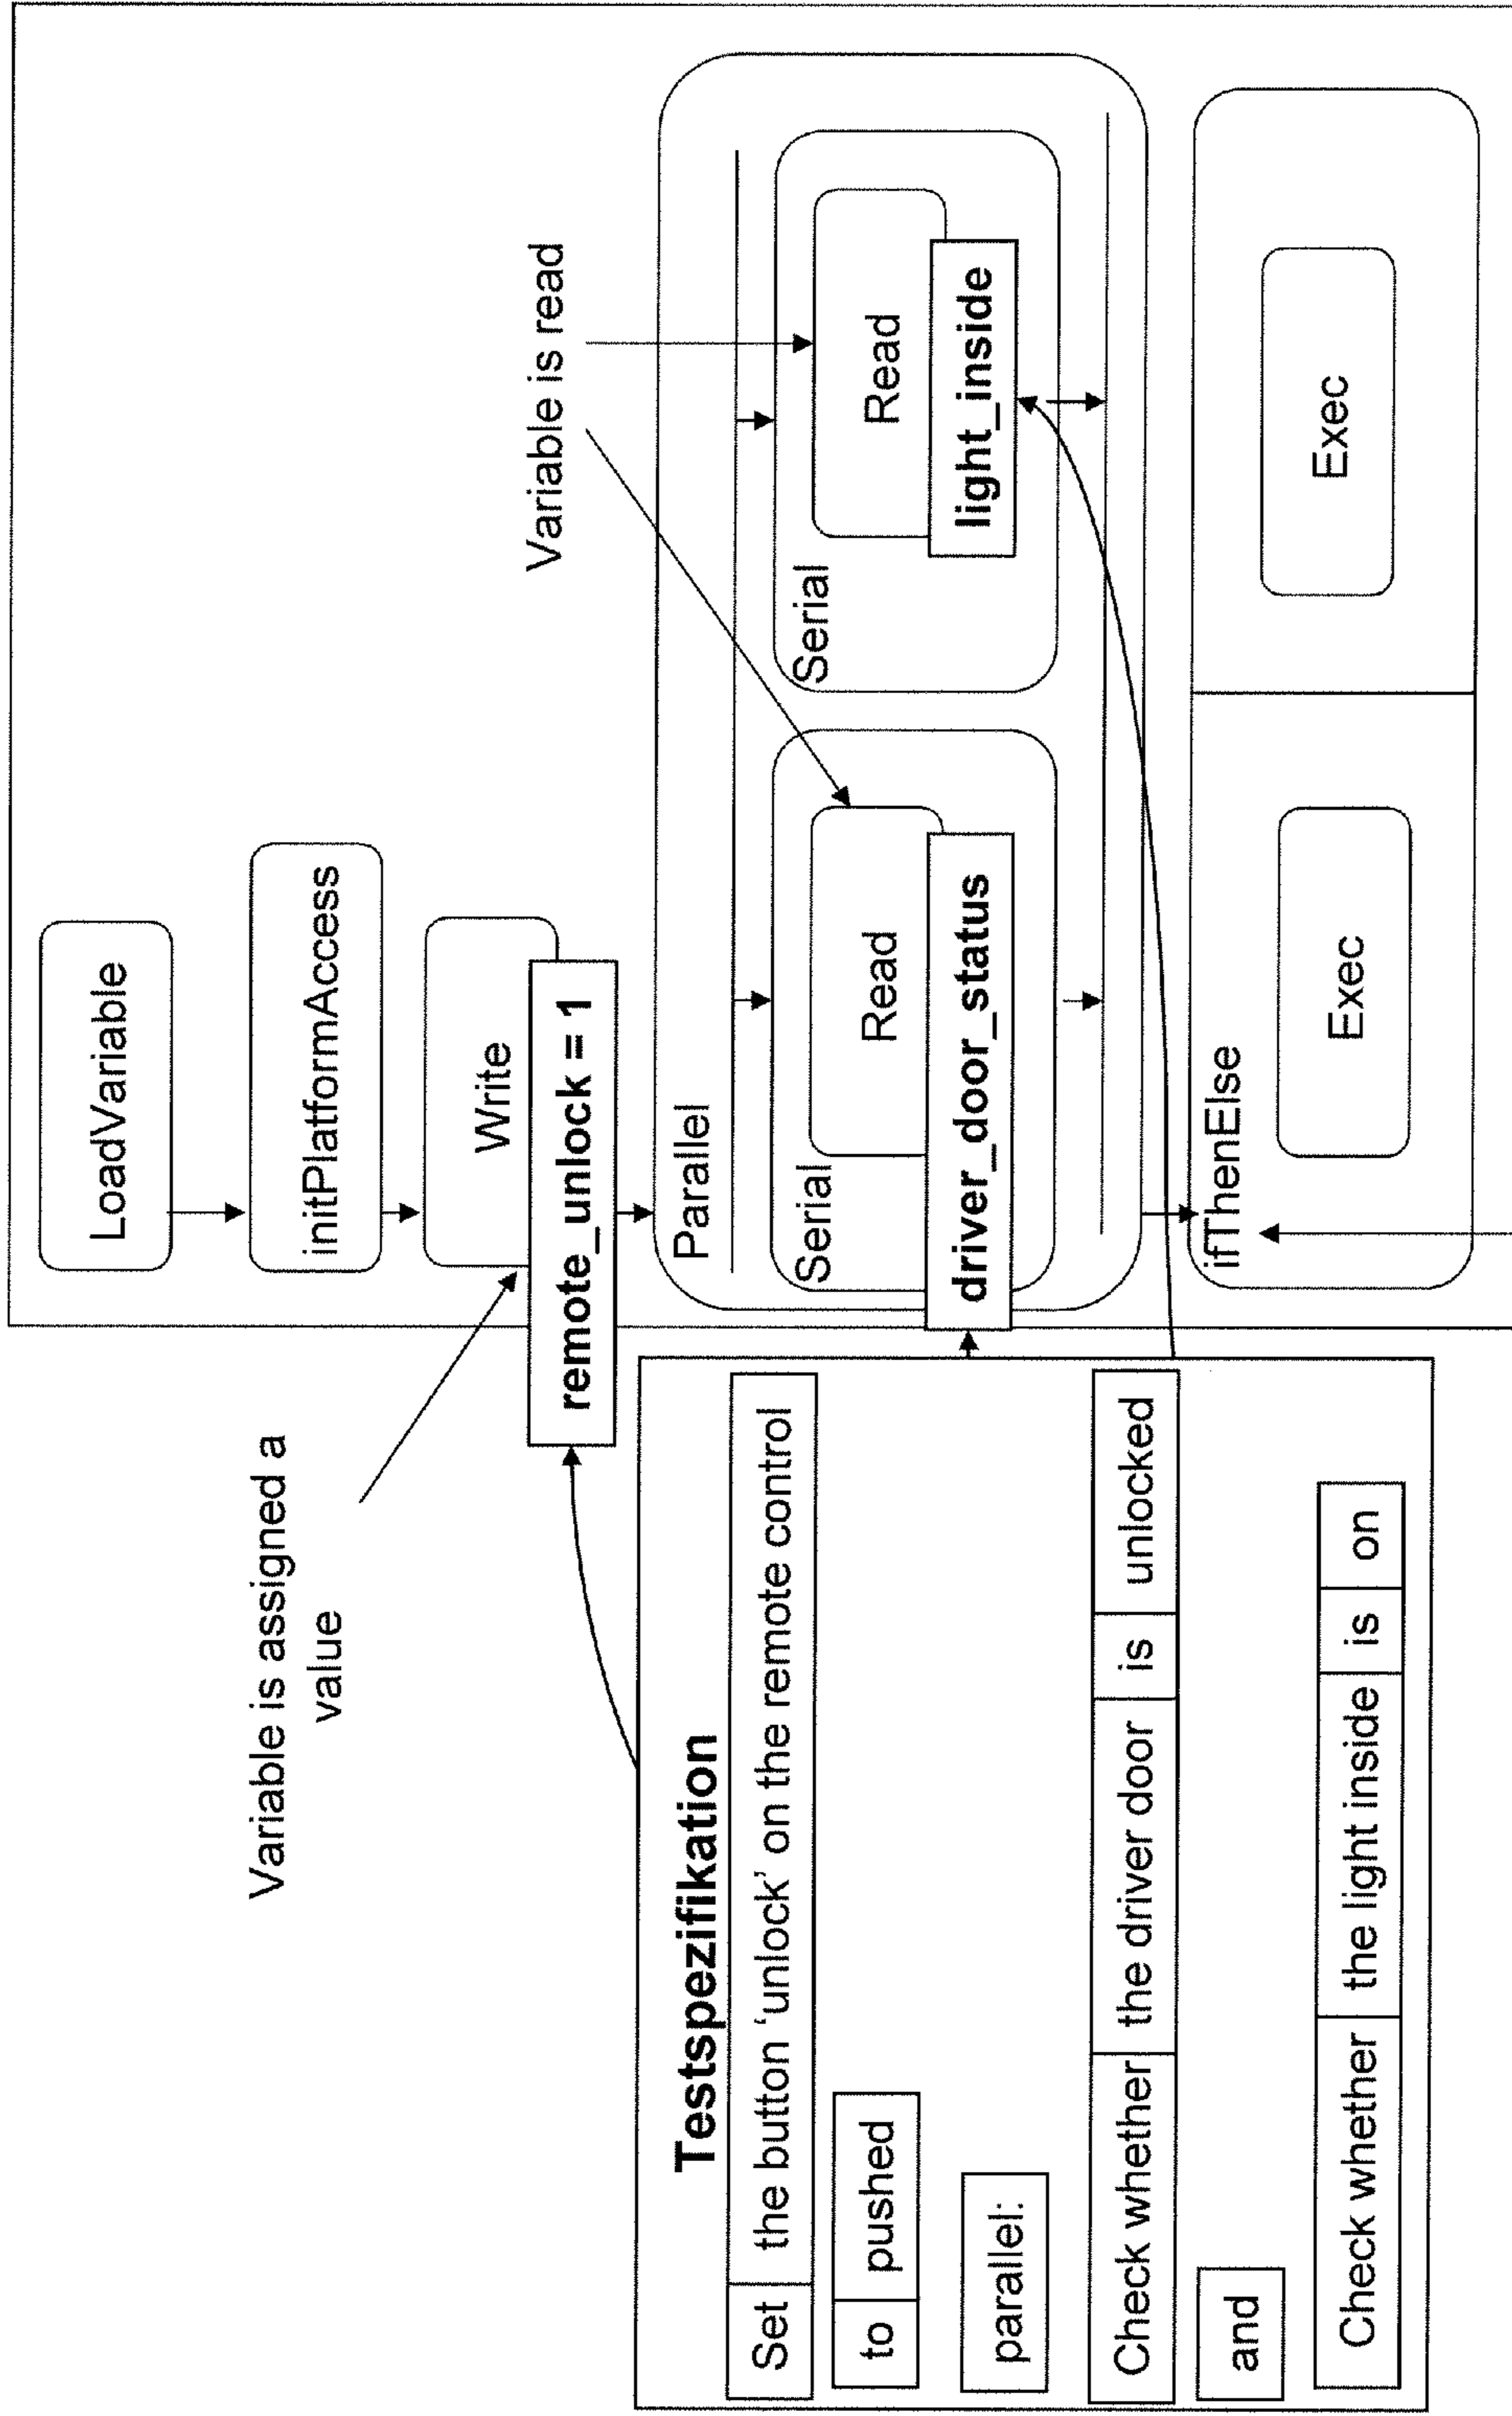 LoadVariable
initPlatformAccess
Variable is assigned a
value
Write
remote_unlock = 1
Variable is read
Parallel
Serial
Read
driver_door_status
Serial
Read
light_inside
ifThenElse
Exec
Exec
Testspezifikation
Set the button ‘unlock’ on the remote control
to pushed
parallel:
Check whether the driver door is unlocked
and
Check whether the light inside is on